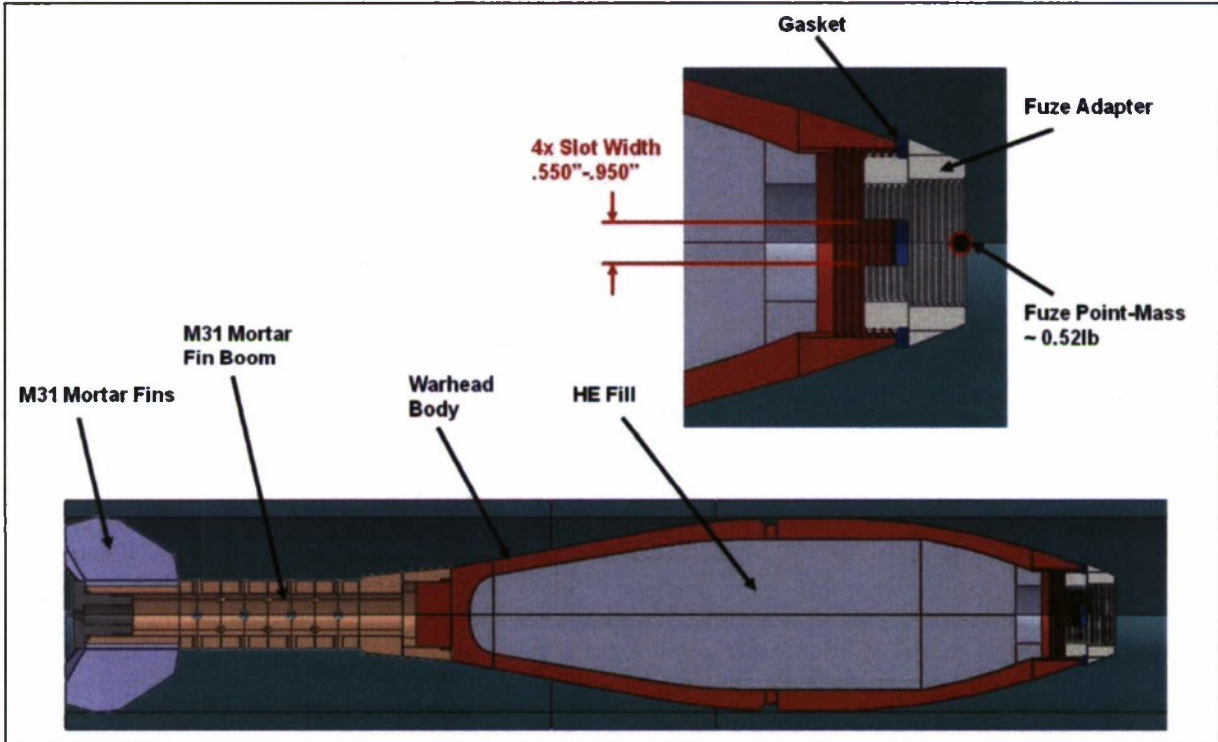 Gasket
Fuze Adapter
4x Slot Width
.550"-.950"
Fuze Point-Mass
~ 0.52lb
M31 Mortar
Fin Boom
M31 Mortar Fins
Warhead
Body
HE Fill